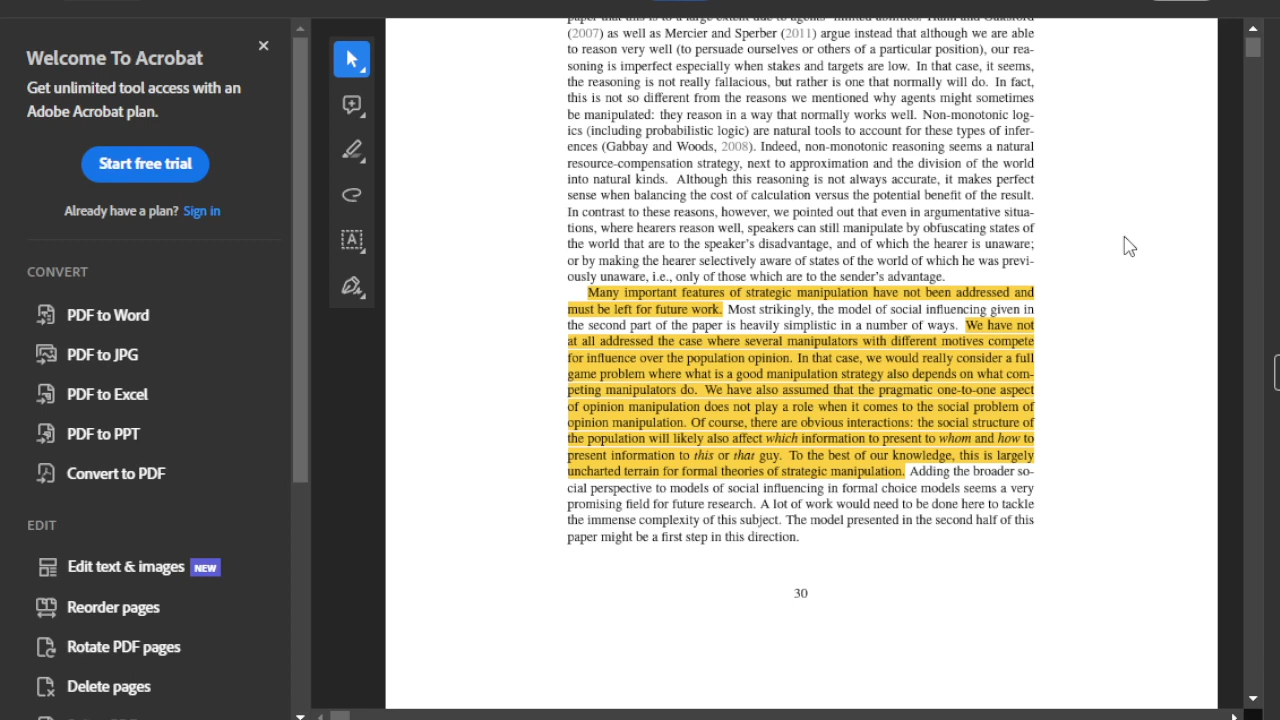 Welcome To Acrobat
Get unlimited tool access with an
Adobe Acrobat plan.
Start free trial
Already have a plan? Sign in
CONVERT
PDF to Word
PDF to JPG
PDF to Excel
PDF to PPT
Convert to PDF
EDIT
Edit text & images NEW
Reorder pages
Rotate PDF pages
Delete pages
(2007) as well as Mercier and Sperber (2011) argue instead that although we are able
to reason very well (to persuade ourselves or others of a particular position), our rea-
soning is imperfect especially when stakes and targets are low. In that case, it seems,
the reasoning is not really fallacious, but rather is one that normally will do. In fact,
this is not so different from the reasons we mentioned why agents might sometimes
be manipulated: they reason in a way that normally works well. Non-monotonic log-
ics (including probabilistic logic) are natural tools to account for these types of infer-
ences (Gabbay and Woods, 2008). Indeed, non-monotonic reasoning seems a natural
resource-compensation strategy, next to approximation and the division of the world
into natural kinds. Although this reasoning is not always accurate, it makes perfect
sense when balancing the cost of calculation versus the potential benefit of the result.
In contrast to these reasons, however, we pointed out that even in argumentative situa-
tions, where hearers reason well, speakers can still manipulate by obfuscating states of
the world that are to the speaker's disadvantage, and of which the hearer is unaware;
or by making the hearer selectively aware of states of the world of which he was previ-
ously unaware, i.e., only of those which are to the sender's advantage.
Many important features of strategic manipulation have not been addressed and
must be left for future work. Most strikingly, the model of social influencing given in
the second part of the paper is heavily simplistic in a number of ways. We have not
at all addressed the case where several manipulators with different motives compete
for influence over the population opinion. In that case, we would really consider a full
game problem where what is a good manipulation strategy also depends on what com-
peting manipulators do. We have also assumed that the pragmatic one-to-one aspect
of opinion manipulation does not play a role when it comes to the social problem of
opinion manipulation. Of course, there are obvious interactions: the social structure of
the population will likely also affect which information to present to whom and how to
present information to this or that guy. To the best of our knowledge, this is largely
uncharted terrain for formal theories of strategic manipulation. Adding the broader so-
cial perspective to models of social influencing in formal choice models seems a very
promising field for future research. A lot of work would need to be done here to tackle
the immense complexity of this subject. The model presented in the second half of this
paper might be a first step in this direction.
30